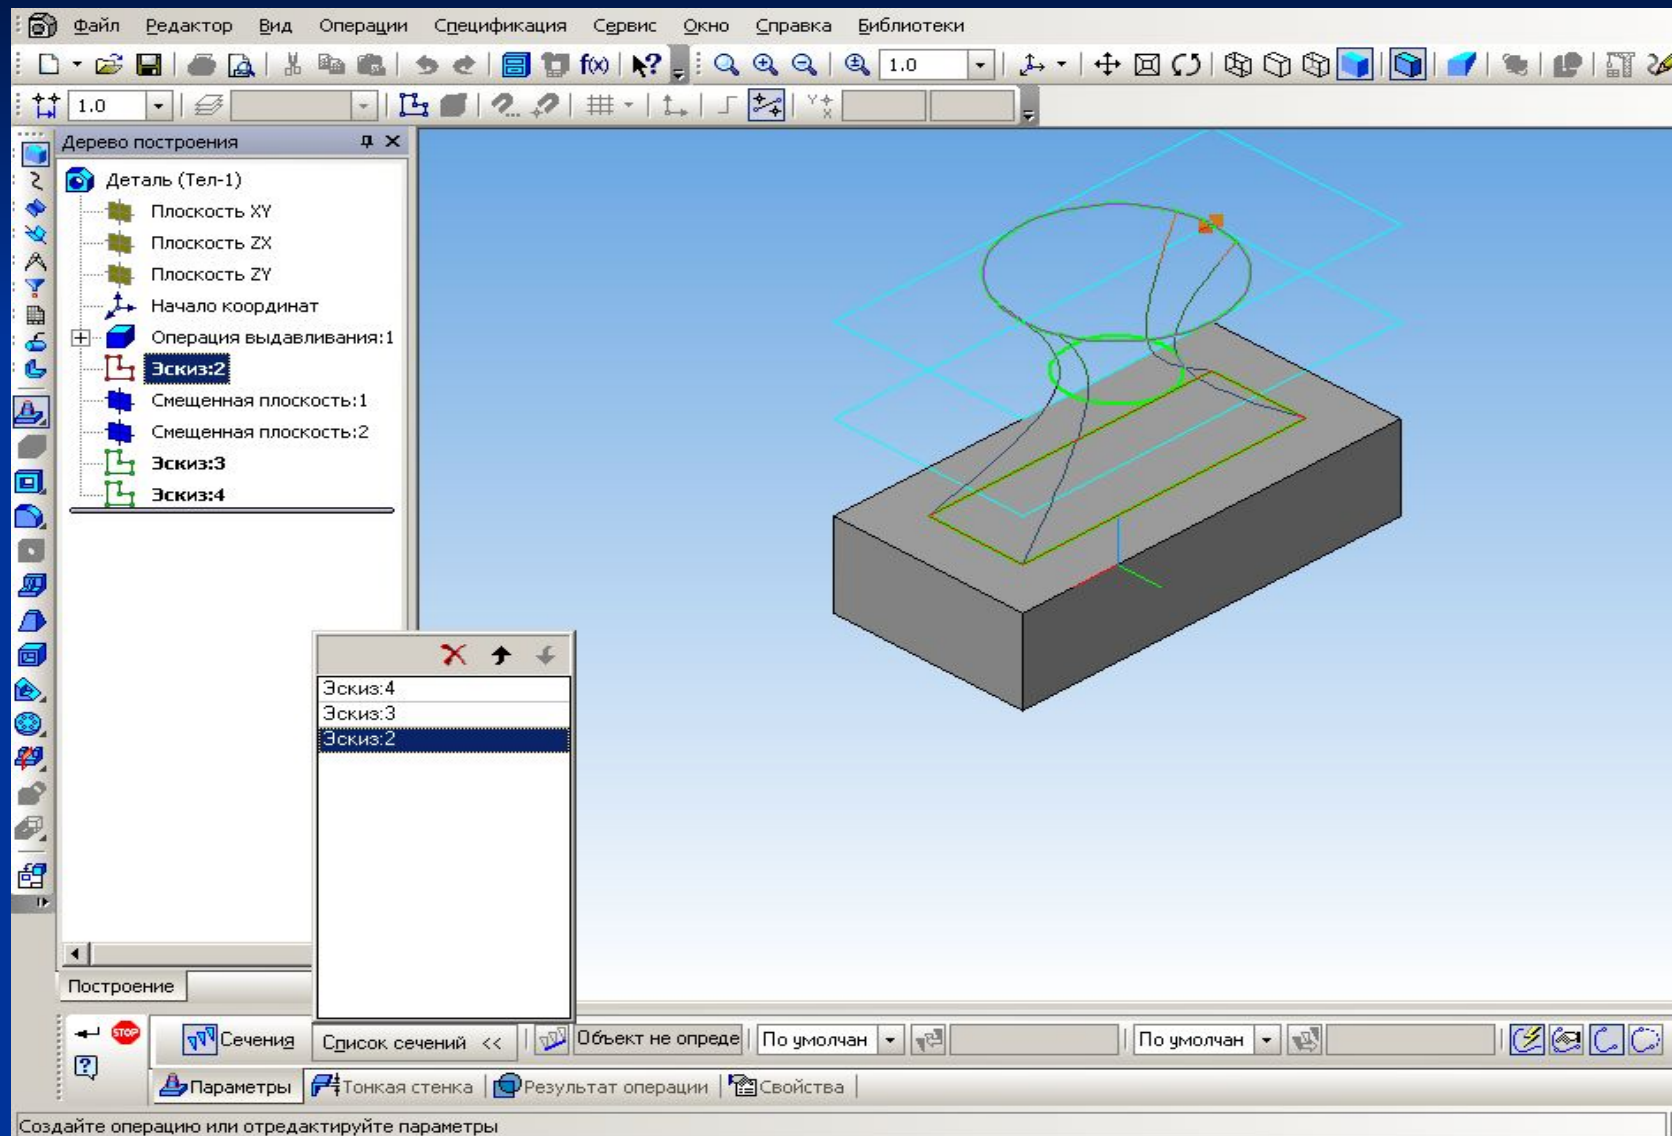 Файл Редактор Вид Операции Спецификация Сервис Окно Справка Библиотеки
f(x) 1.0
1.0
Дерево построения
Деталь (Тел-1)
Плоскость XY
Плоскость ZX
Плоскость ZY
Начало координат
Операция выдавливания:1
Эскиз:2
Смещенная плоскость:1
Смещенная плоскость:2
Эскиз:3
Эскиз:4
Эскиз:4
Эскиз:3
Эскиз:2
Построение
STOP Сечения Список сечений << Объект не опреде По умолчан По умолчан
Параметры Тонкая стенка Результат операции Свойства
Создайте операцию или отредактируйте параметры